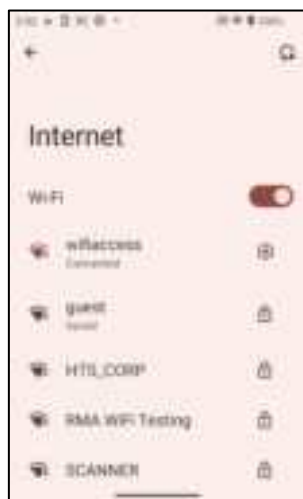 Internet
Wi-Fi
wifiaccess
Connected
guest
Saved
HTS_CORP
RMA WiFi Testing
SCANNER